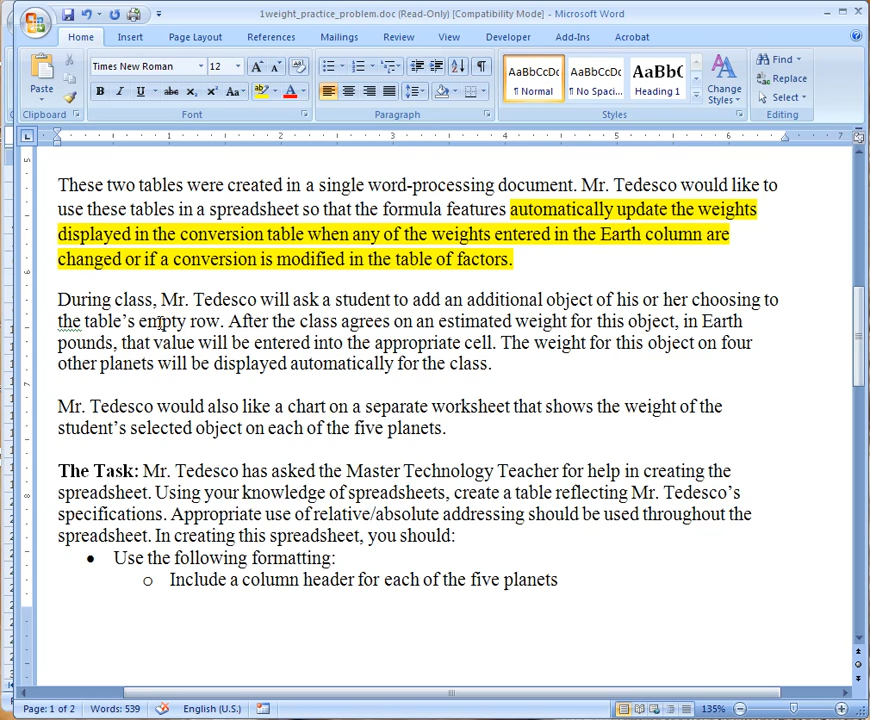 1weight_practice_problem.doc (Read-Only) [Compatibility Mode] - Microsoft Word
Home Insert Page Layout References Mailings Review View Developer Add-Ins Acrobat
Paste
Times New Roman 12
AaBbCcDc AaBbCcDc AaBbC
¶ Normal ¶ No Spaci... Heading 1
Change Styles
Find
Replace
Select
Clipboard Font Paragraph Styles Editing
1 2 3 4 5 6 7
These two tables were created in a single word-processing document. Mr. Tedesco would like to
use these tables in a spreadsheet so that the formula features automatically update the weights
displayed in the conversion table when any of the weights entered in the Earth column are
changed or if a conversion is modified in the table of factors.
During class, Mr. Tedesco will ask a student to add an additional object of his or her choosing to
the table’s empty row. After the class agrees on an estimated weight for this object, in Earth
pounds, that value will be entered into the appropriate cell. The weight for this object on four
other planets will be displayed automatically for the class.
Mr. Tedesco would also like a chart on a separate worksheet that shows the weight of the
student’s selected object on each of the five planets.
The Task: Mr. Tedesco has asked the Master Technology Teacher for help in creating the
spreadsheet. Using your knowledge of spreadsheets, create a table reflecting Mr. Tedesco’s
specifications. Appropriate use of relative/absolute addressing should be used throughout the
spreadsheet. In creating this spreadsheet, you should:
• Use the following formatting:
o Include a column header for each of the five planets
Page: 1 of 2 Words: 539 English (U.S.) 135%